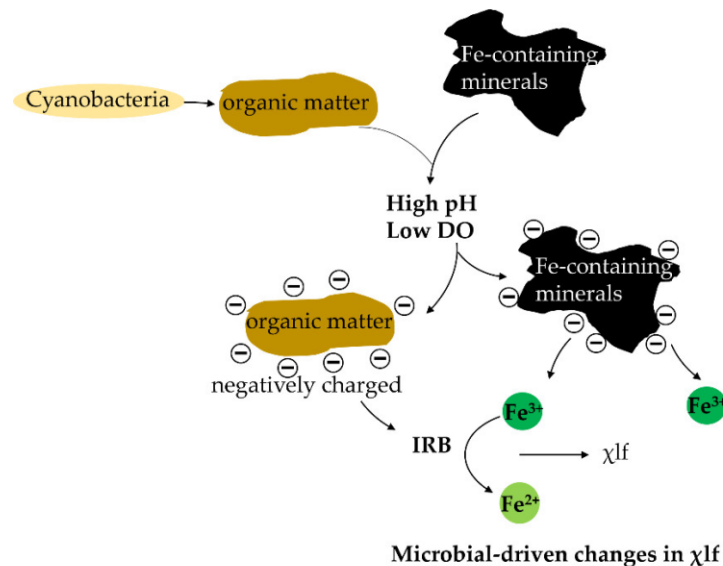 Fe-containing
minerals
Cyanobacteria
organic matter
High pH
Low DO
Fe-containing
minerals
organic matter
negatively charged
Fe³⁺
Fe³⁺
IRB
χlf
Fe²⁺
Microbial-driven changes in χlf